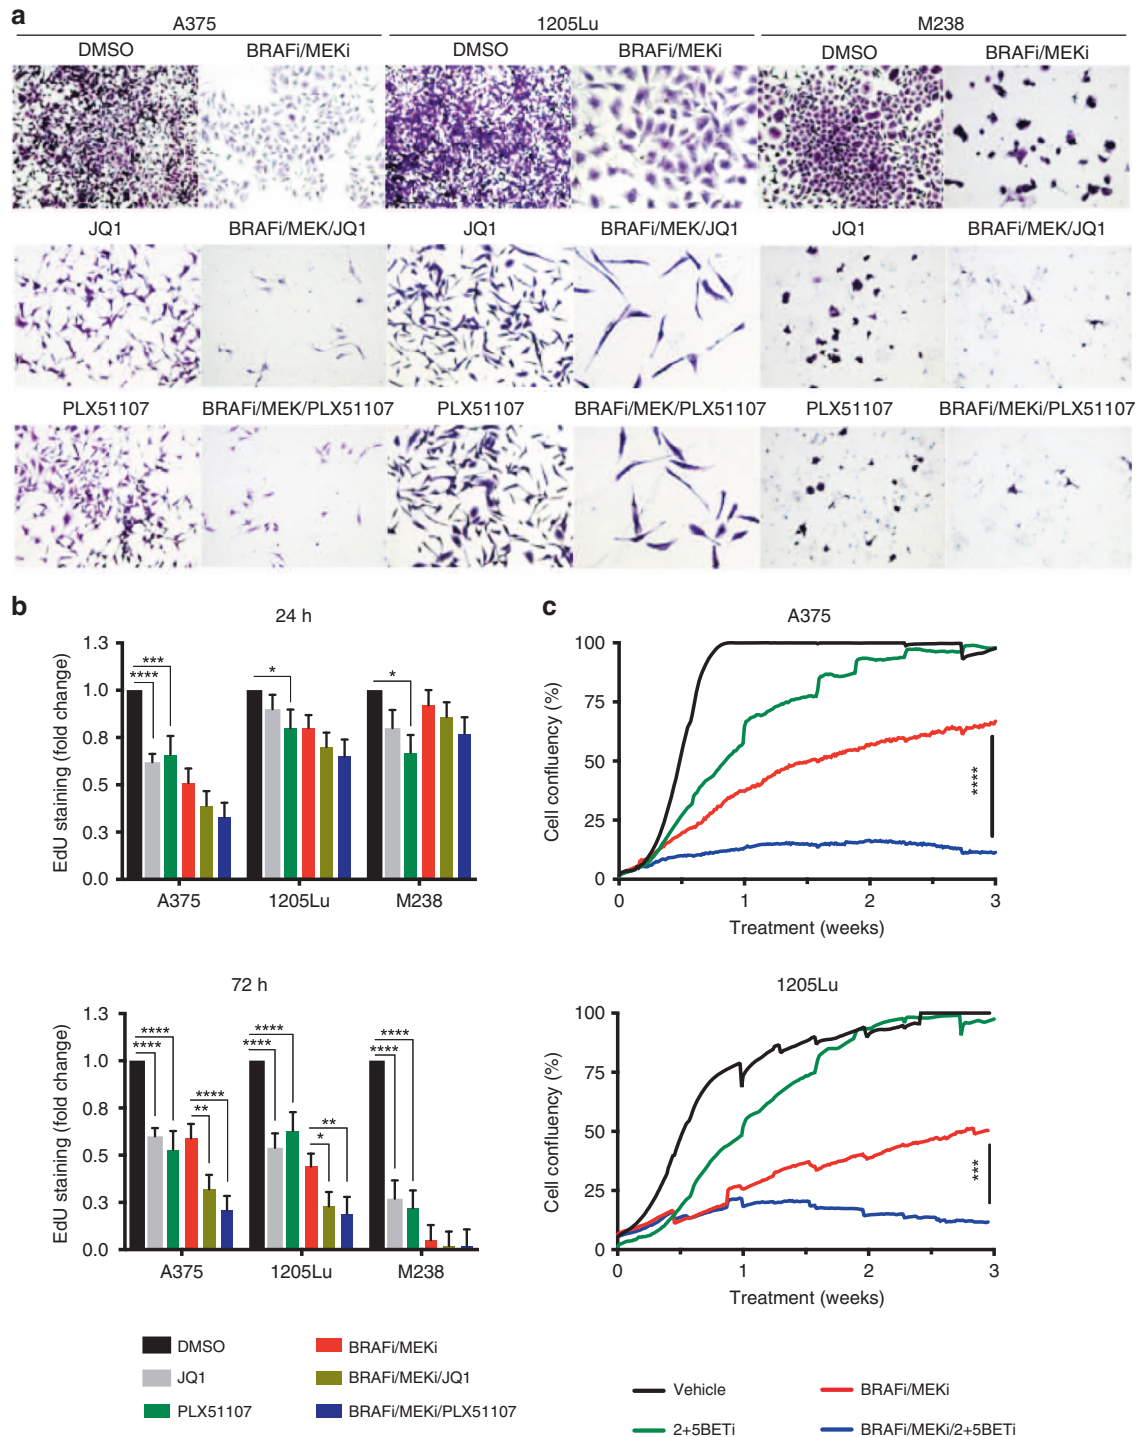 a
A375 1205Lu M238
DMSO BRAFi/MEKi DMSO BRAFi/MEKi DMSO BRAFi/MEKi
JQ1 BRAFi/MEK/JQ1 JQ1 BRAFi/MEK/JQ1 JQ1 BRAFi/MEK/JQ1
PLX51107 BRAFi/MEK/PLX51107 PLX51107 BRAFi/MEK/PLX51107 PLX51107 BRAFi/MEKi/PLX51107
b
24 h
EdU staining (fold change)
1.3
1.0
0.8
0.5
0.3
0.0
***
****
*
*
A375 1205Lu M238
72 h
EdU staining (fold change)
1.3
1.0
0.8
0.5
0.3
0.0
****
****
****
**
****
****
**
*
****
****
A375 1205Lu M238
DMSO BRAFi/MEKi
JQ1 BRAFi/MEKi/JQ1
PLX51107 BRAFi/MEKi/PLX51107
c
A375
Cell confluency (%)
100
75
50
25
0
****
0 1 2 3
Treatment (weeks)
1205Lu
Cell confluency (%)
100
75
50
25
0
***
0 1 2 3
Treatment (weeks)
Vehicle BRAFi/MEKi
2+5BETi BRAFi/MEKi/2+5BETi